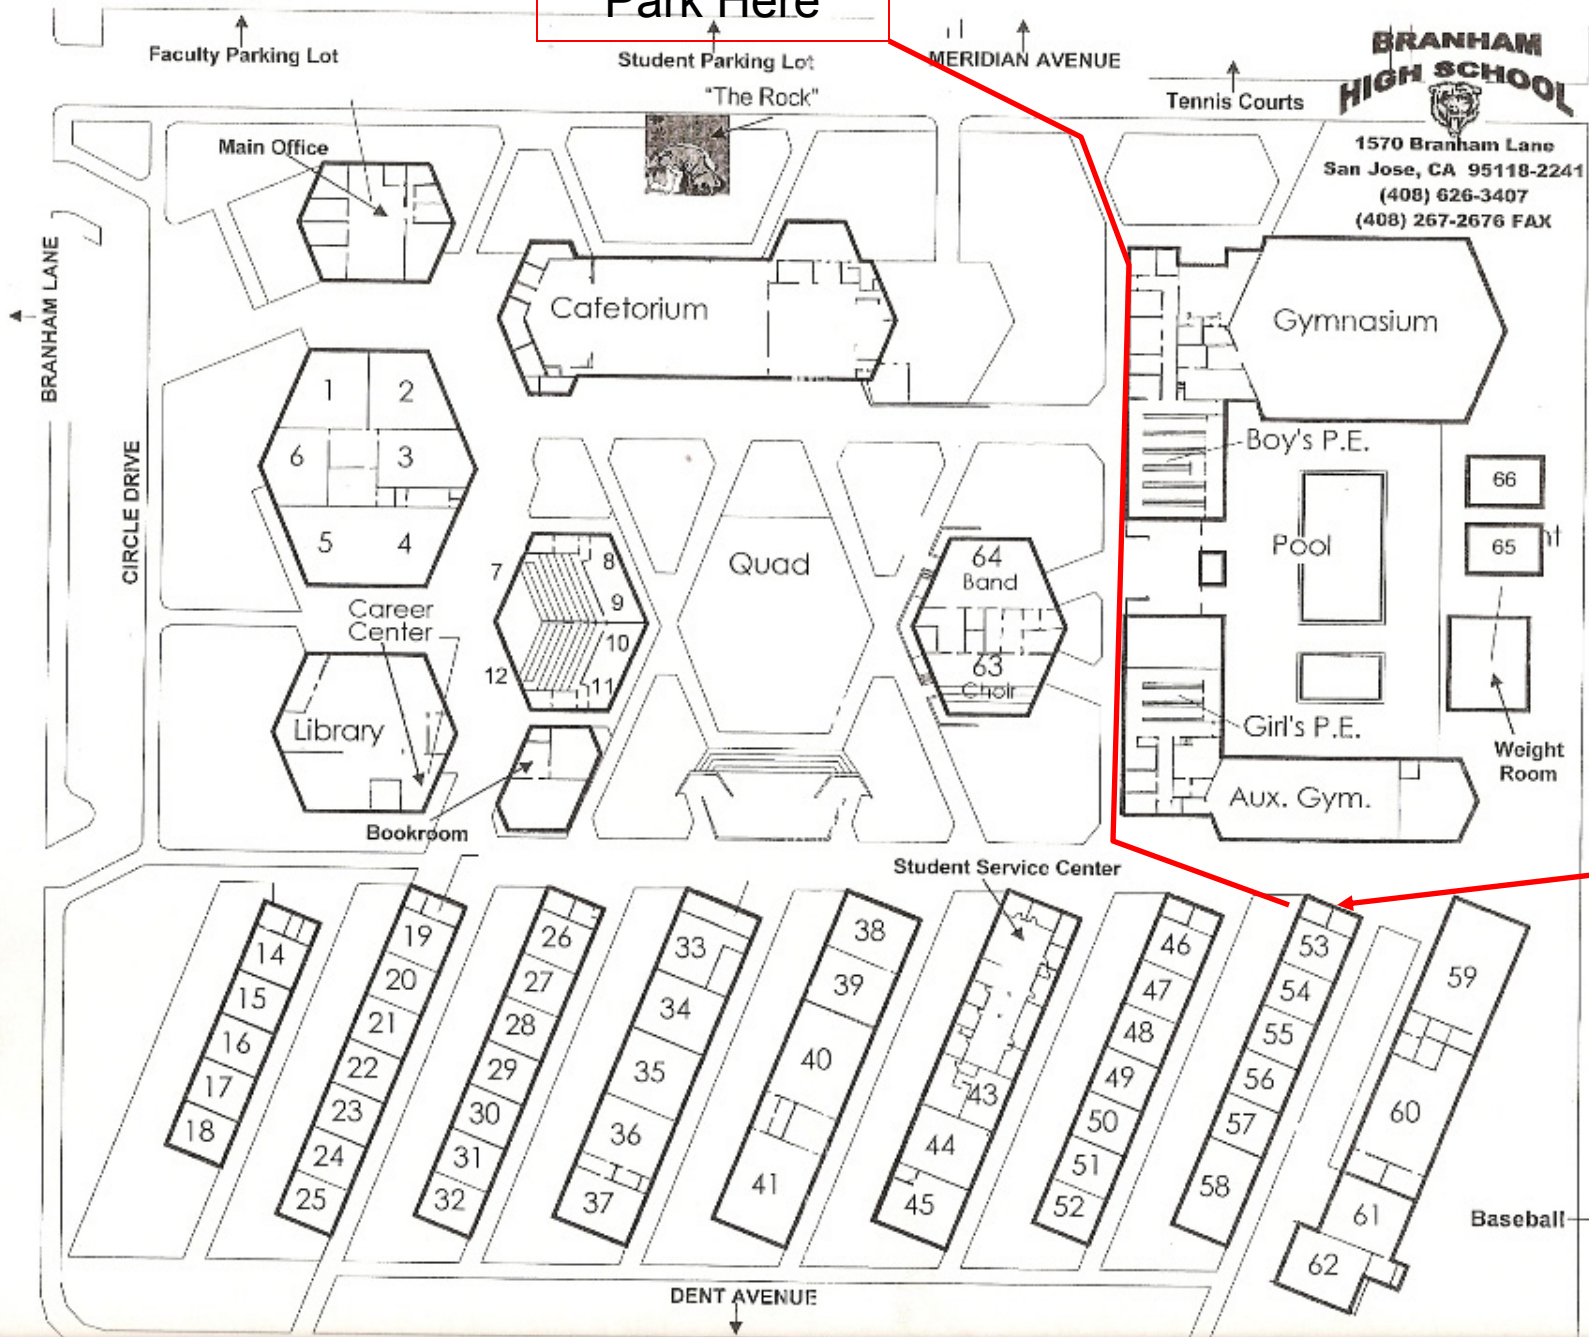 Park Here
Faculty Parking Lot
Student Parking Lot
MERIDIAN AVENUE
Tennis Courts
BRANHAM
HIGH SCHOOL
1570 Branham Lane
San Jose, CA 95118-2241
(408) 626-3407
(408) 267-2676 FAX
"The Rock"
Main Office
BRANHAM LANE
CIRCLE DRIVE
Cafetorium
Gymnasium
1
2
6
3
5
4
Boy's P.E.
66
65
Pool
Quad
64
Band
63
Choir
7
8
9
10
12
11
Career
Center
Library
Bookroom
Girl's P.E.
Weight
Room
Aux. Gym.
Student Service Center
14
15
16
17
18
19
20
21
22
23
24
25
26
27
28
29
30
31
32
33
34
35
36
37
38
39
40
41
43
44
45
46
47
48
49
50
51
52
53
54
55
56
57
58
59
60
61
62
Baseball
DENT AVENUE